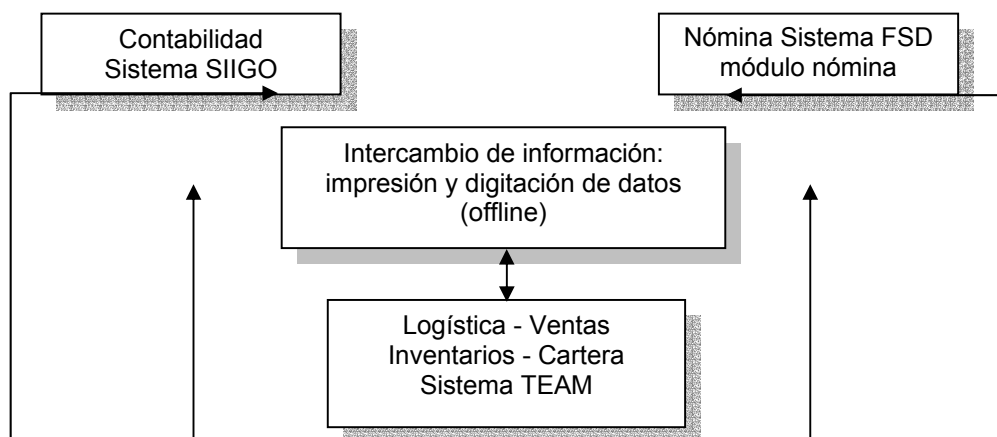 Contabilidad
Sistema SIIGO
Nómina Sistema FSD
módulo nómina
Intercambio de información:
impresión y digitación de datos
(offline)
Logística - Ventas
Inventarios - Cartera
Sistema TEAM